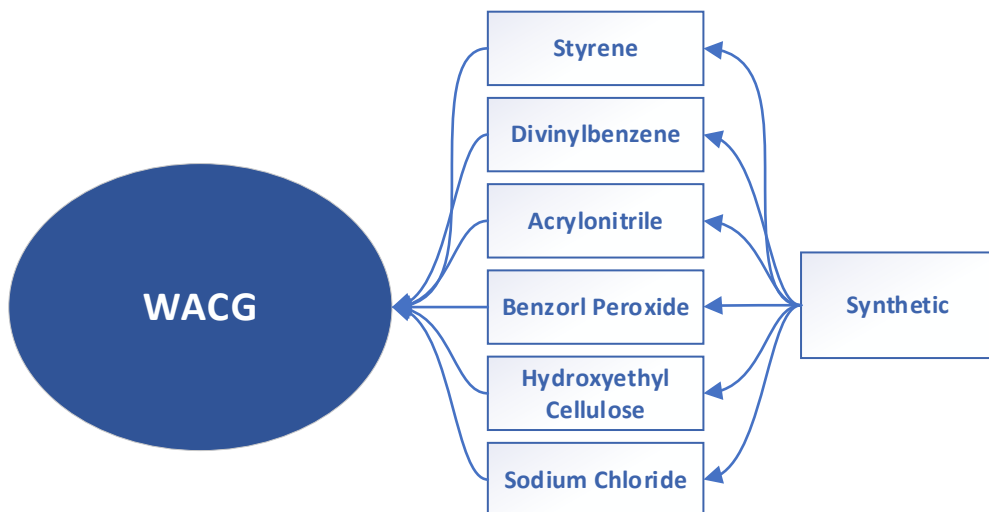 Styrene
Divinylbenzene
Acrylonitrile
WACG
Benzorl Peroxide
Synthetic
Hydroxyethyl
Cellulose
Sodium Chloride